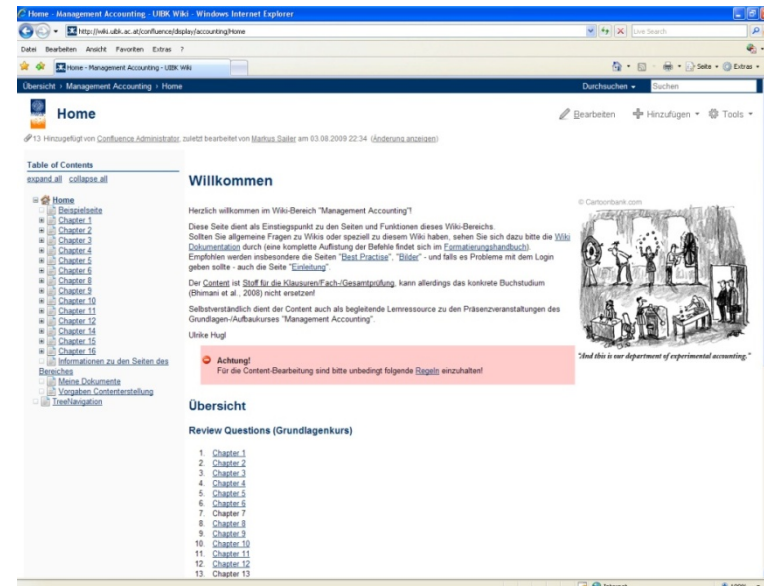 Home - Management Accounting - UIBK Wiki - Windows Internet Explorer
http://wiki.uibk.ac.at/confluence/display/accounting/Home
Live Search
Datei Bearbeiten Ansicht Favoriten Extras ?
Home - Management Accounting - UIBK Wiki
Seite Extras
Übersicht > Management Accounting > Home
Durchsuchen
Suchen
Home
Bearbeiten Hinzufügen Tools
13 Hinzugefügt von Confluence Administrator, zuletzt bearbeitet von Markus Sailer am 03.08.2009 22:34 (Änderung anzeigen)
Table of Contents
expand all collapse all
Home
Beispielseite
Chapter 1
Chapter 2
Chapter 3
Chapter 4
Chapter 5
Chapter 6
Chapter 8
Chapter 9
Chapter 10
Chapter 11
Chapter 12
Chapter 14
Chapter 15
Chapter 16
Informationen zu den Seiten des
Bereiches
Meine Dokumente
Vorgaben Contenterstellung
TreeNavigation
Willkommen
Herzlich willkommen im Wiki-Bereich "Management Accounting"!
Diese Seite dient als Einstiegspunkt zu den Seiten und Funktionen dieses Wiki-Bereichs.
Sollten Sie allgemeine Fragen zu Wikis oder speziell zu diesem Wiki haben, sehen Sie sich dazu bitte die Wiki
Dokumentation durch (eine komplette Auflistung der Befehle findet sich im Formatierungshandbuch).
Empfohlen werden insbesondere die Seiten "Best Practise", "Bilder" - und falls es Probleme mit dem Login
geben sollte - auch die Seite "Einleitung".
Der Content ist Stoff für die Klausuren/Fach-/Gesamtprüfung, kann allerdings das konkrete Buchstudium
(Bhimani et al., 2008) nicht ersetzen!
Selbstverständlich dient der Content auch als begleitende Lernressource zu den Präsenzveranstaltungen des
Grundlagen-/Aufbaukurses "Management Accounting".
Ulrike Hugl
Achtung!
Für die Content-Bearbeitung sind bitte unbedingt folgende Regeln einzuhalten!
© Cartoonbank.com
"And this is our department of experimental accounting."
Übersicht
Review Questions (Grundlagenkurs)
1. Chapter 1
2. Chapter 2
3. Chapter 3
4. Chapter 4
5. Chapter 5
6. Chapter 6
7. Chapter 7
8. Chapter 8
9. Chapter 9
10. Chapter 10
11. Chapter 11
12. Chapter 12
13. Chapter 13